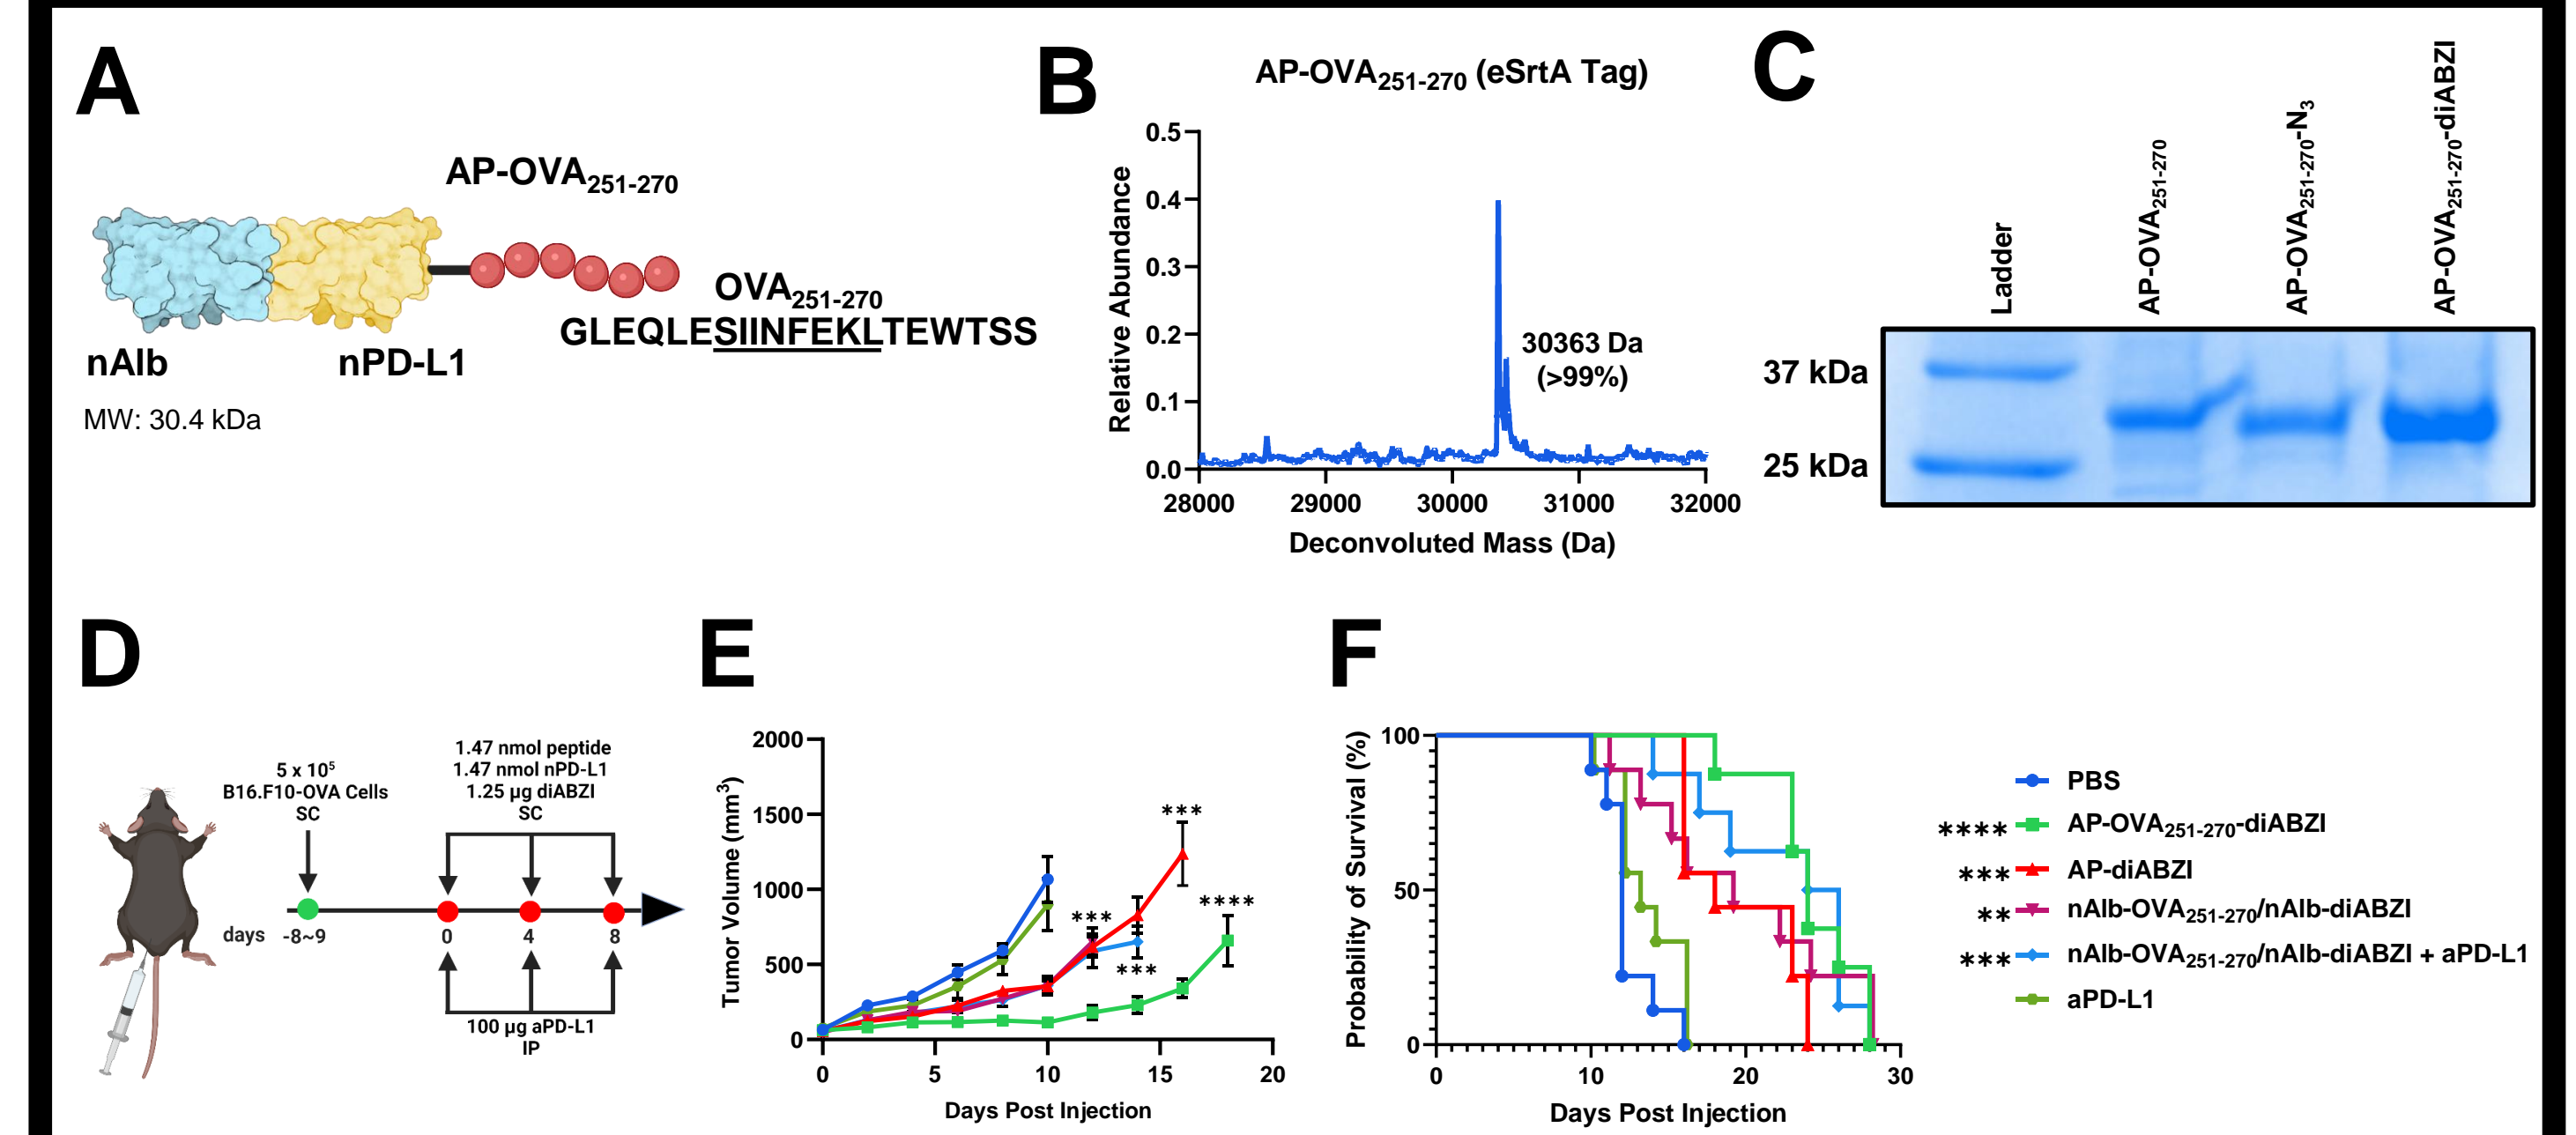 A
AP-OVA251-270
OVA251-270
GLEQLESIINFEKLTEWTSS
nAlb
nPD-L1
MW: 30.4 kDa
B
AP-OVA251-270 (eSrtA Tag)
Relative Abundance
0.5
0.4
0.3
0.2
0.1
0.0
30363 Da
(>99%)
28000
29000
30000
31000
32000
Deconvoluted Mass (Da)
C
Ladder
AP-OVA251-270
AP-OVA251-270-N3
AP-OVA251-270-diABZI
37 kDa
25 kDa
D
5 x 10⁵
B16.F10-OVA Cells
SC
1.47 nmol peptide
1.47 nmol nPD-L1
1.25 µg diABZI
SC
days
-8~9
0
4
8
100 µg aPD-L1
IP
E
Tumor Volume (mm³)
2000
1500
1000
500
0
***
***
***
****
0
5
10
15
20
Days Post Injection
F
Probability of Survival (%)
100
50
0
0
10
20
30
Days Post Injection
PBS
**** AP-OVA251-270-diABZI
*** AP-diABZI
** nAlb-OVA251-270/nAlb-diABZI
*** nAlb-OVA251-270/nAlb-diABZI + aPD-L1
aPD-L1